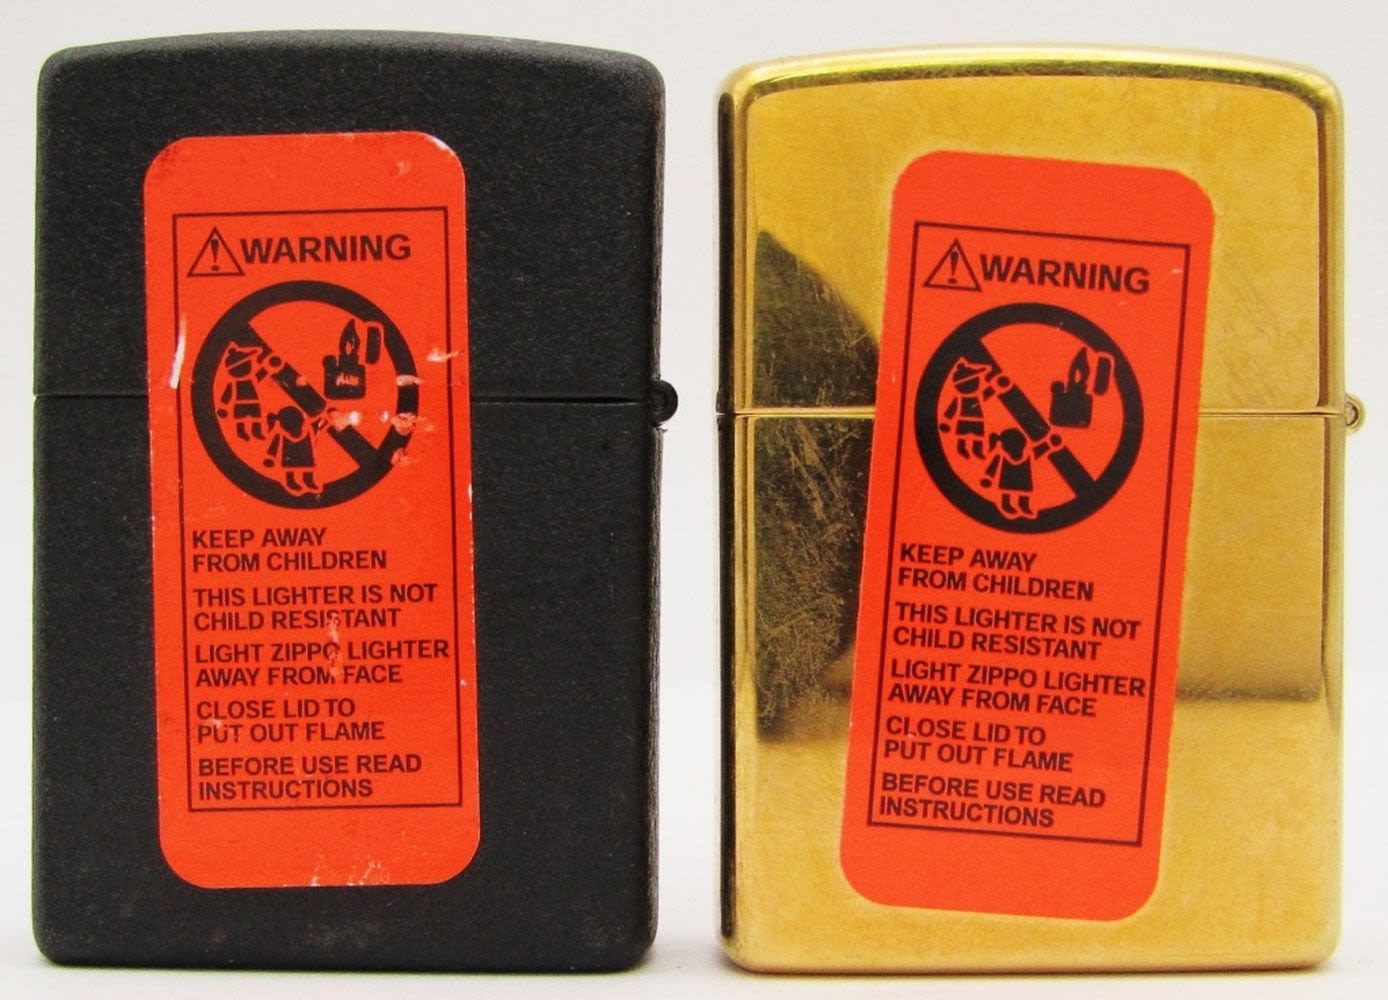 WARNING
KEEP AWAY
FROM CHILDREN
THIS LIGHTER IS NOT
CHILD RESISTANT
LIGHT ZIPPO LIGHTER
AWAY FROM FACE
CLOSE LID TO
PUT OUT FLAME
BEFORE USE READ
INSTRUCTIONS
WARNING
KEEP AWAY
FROM CHILDREN
THIS LIGHTER IS NOT
CHILD RESISTANT
LIGHT ZIPPO LIGHTER
AWAY FROM FACE
CLOSE LID TO
PUT OUT FLAME
BEFORE USE READ
INSTRUCTIONS